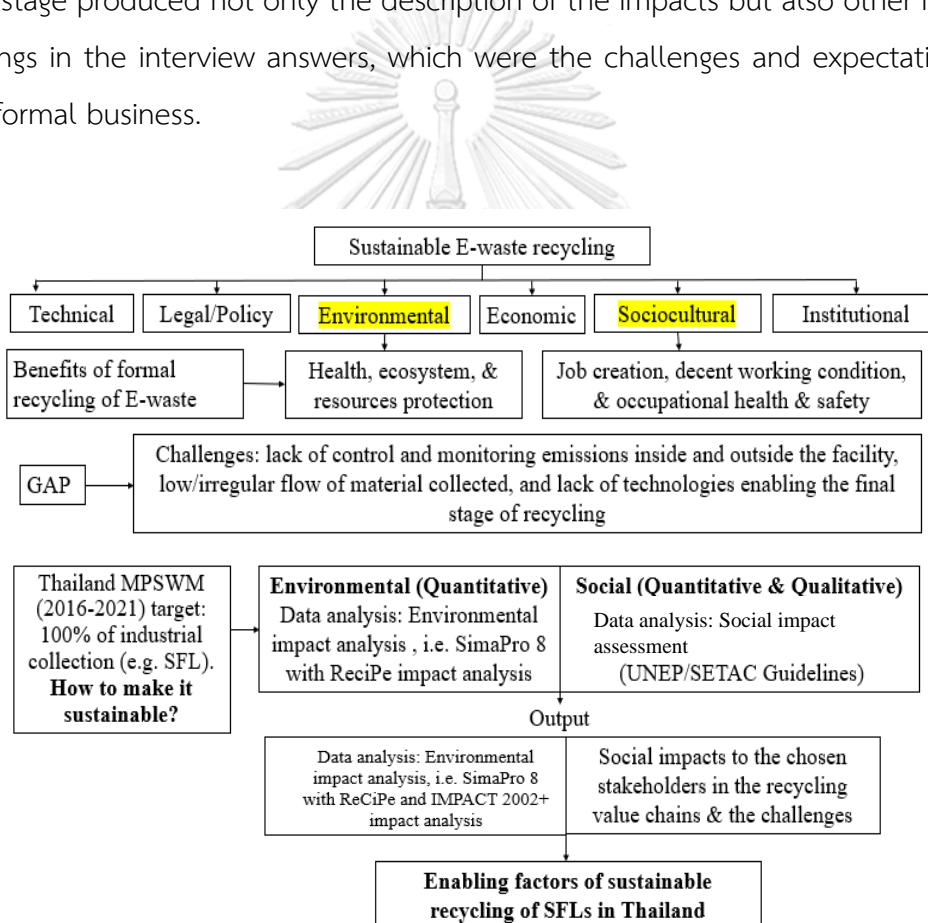 stage produced not only the description of the impacts but also other
ngs in the interview answers, which were the challenges and
formal business.
Sustainable E-waste recycling
Technical
Legal/Policy
Environmental
Economic
Sociocultural
Institutional
Benefits of formal
recycling of E-waste
Health, ecosystem, &
resources protection
Job creation, decent working condition,
& occupational health & safety
GAP
Challenges: lack of control and monitoring emissions inside and outside the facility,
low/irregular flow of material collected, and lack of technologies enabling the final
stage of recycling
Thailand MPSWM
(2016-2021) target:
100% of industrial
collection (e.g. SFL).
How to make it
sustainable?
Environmental (Quantitative)
Data analysis: Environmental
impact analysis , i.e. SimaPro 8
with ReciPe impact analysis
Social (Quantitative & Qualitative)
Data analysis: Social impact
assessment
(UNEP/SETAC Guidelines)
Output
Data analysis: Environmental
impact analysis, i.e. SimaPro 8
with ReCiPe and IMPACT 2002+
impact analysis
Social impacts to the chosen
stakeholders in the recycling
value chains & the challenges
Enabling factors of sustainable
recycling of SFLs in Thailand